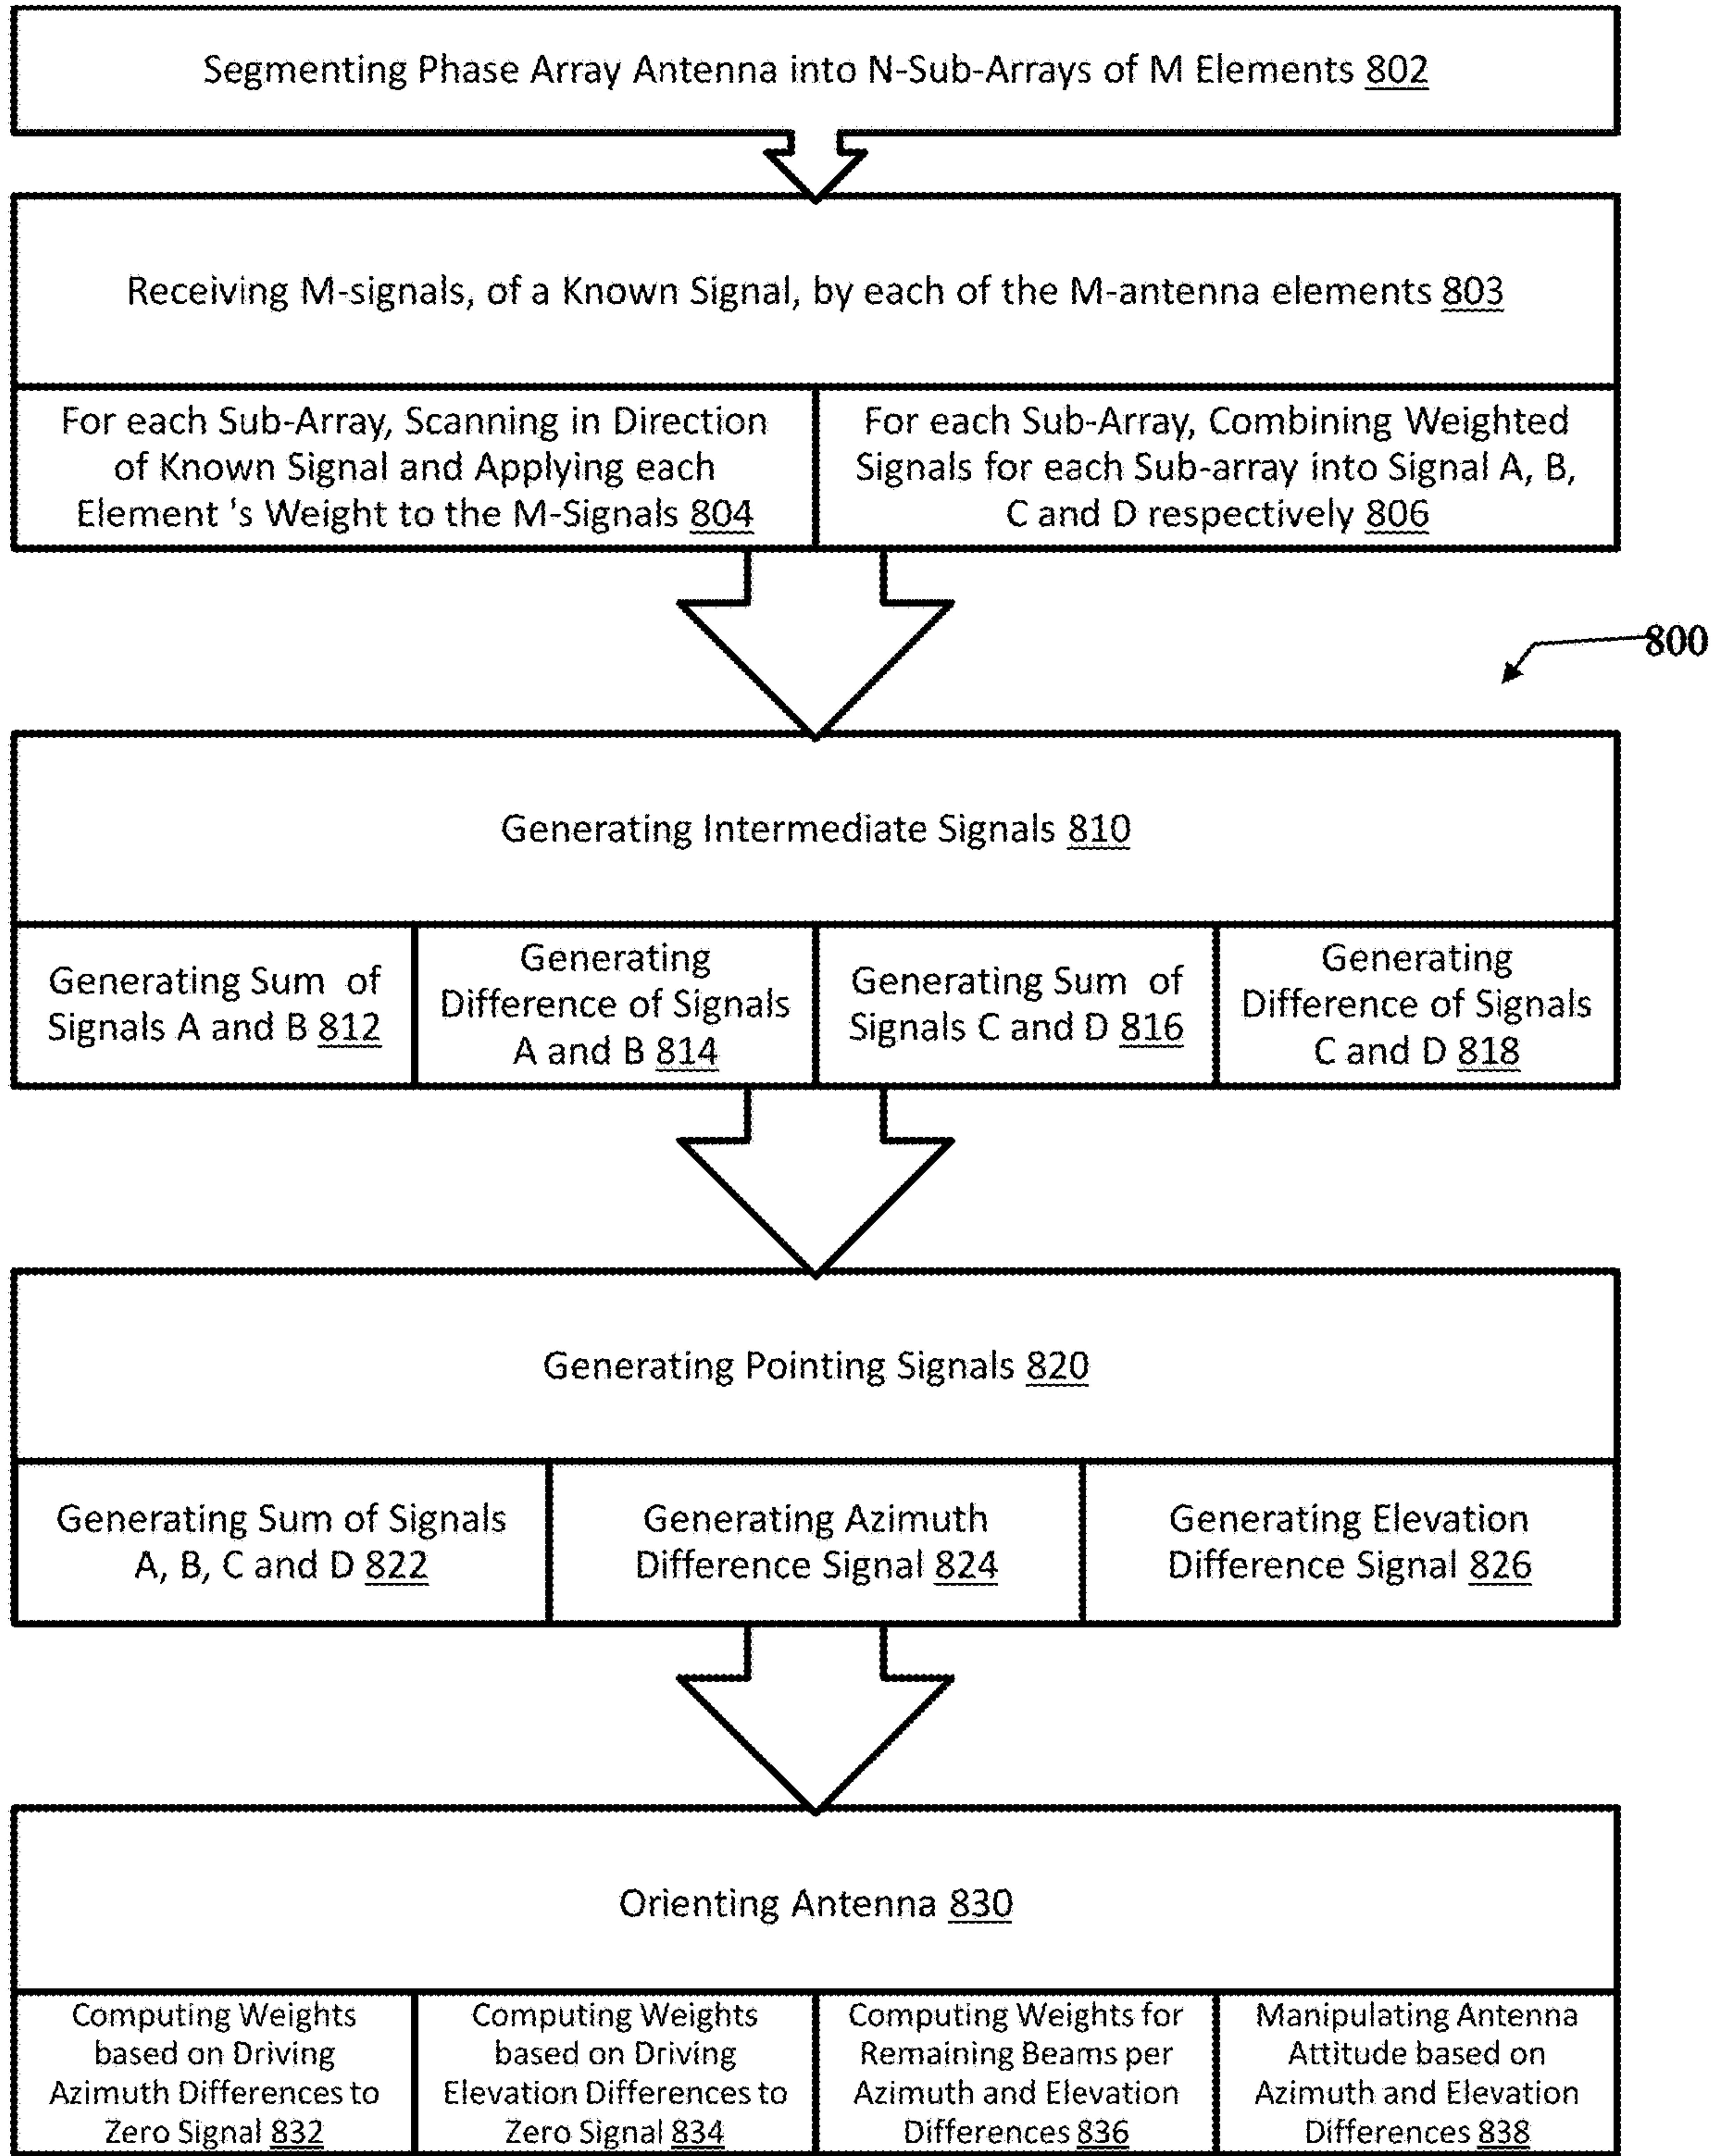 Segmenting Phase Array Antenna into N-Sub-Arrays of M Elements 802
Receiving M-signals, of a Known Signal, by each of the M-antenna elements 803
For each Sub-Array, Scanning in Direction
of Known Signal and Applying each
Element 's Weight to the M-Signals 804
For each Sub-Array, Combining Weighted
Signals for each Sub-array into Signal A, B,
C and D respectively 806
800
Generating Intermediate Signals 810
Generating Sum of
Signals A and B 812
Generating
Difference of Signals
A and B 814
Generating Sum of
Signals C and D 816
Generating
Difference of Signals
C and D 818
Generating Pointing Signals 820
Generating Sum of Signals
A, B, C and D 822
Generating Azimuth
Difference Signal 824
Generating Elevation
Difference Signal 826
Orienting Antenna 830
Computing Weights
based on Driving
Azimuth Differences to
Zero Signal 832
Computing Weights
based on Driving
Elevation Differences to
Zero Signal 834
Computing Weights for
Remaining Beams per
Azimuth and Elevation
Differences 836
Manipulating Antenna
Attitude based on
Azimuth and Elevation
Differences 838